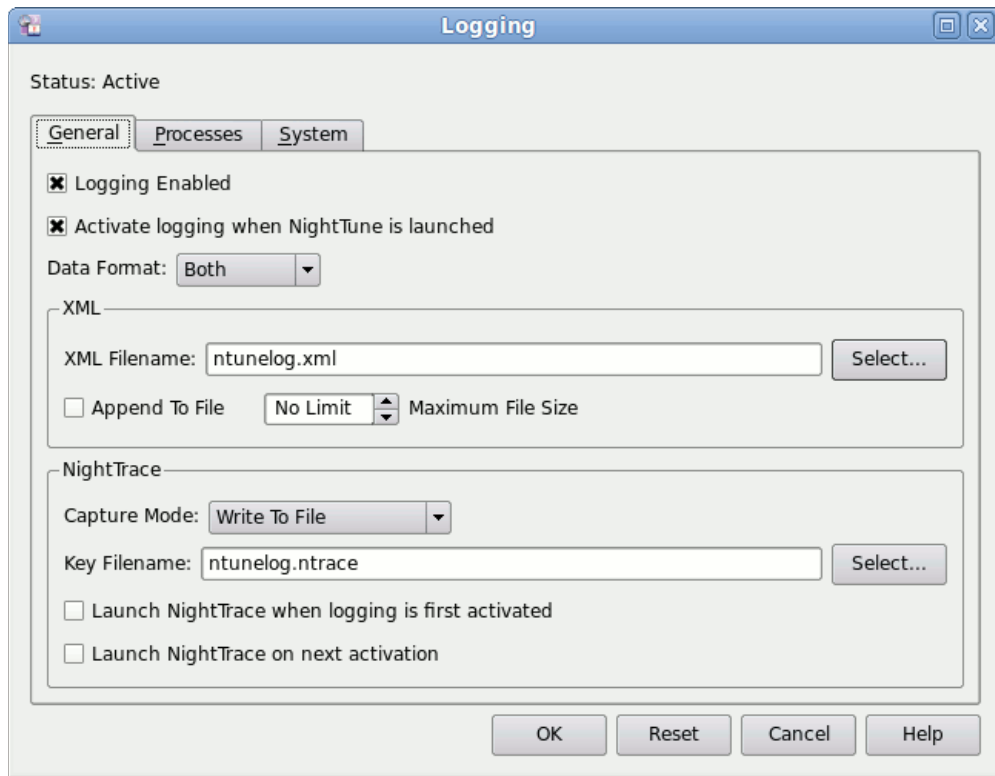 Logging
Status: Active
General Processes System
Logging Enabled
Activate logging when NightTune is launched
Data Format: Both
XML
XML Filename: ntunelog.xml Select...
Append To File No Limit Maximum File Size
NightTrace
Capture Mode: Write To File
Key Filename: ntunelog.ntrace Select...
Launch NightTrace when logging is first activated
Launch NightTrace on next activation
OK Reset Cancel Help